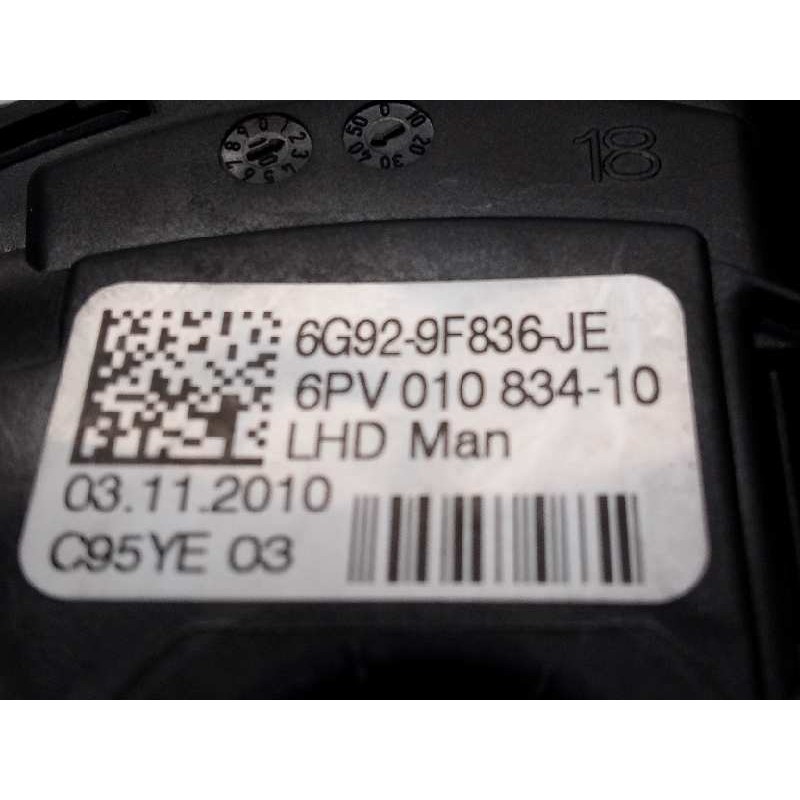 18
6G92-9F836-JE
6PV 010 834-10
LHD Man
03.11.2010
C95YE 03